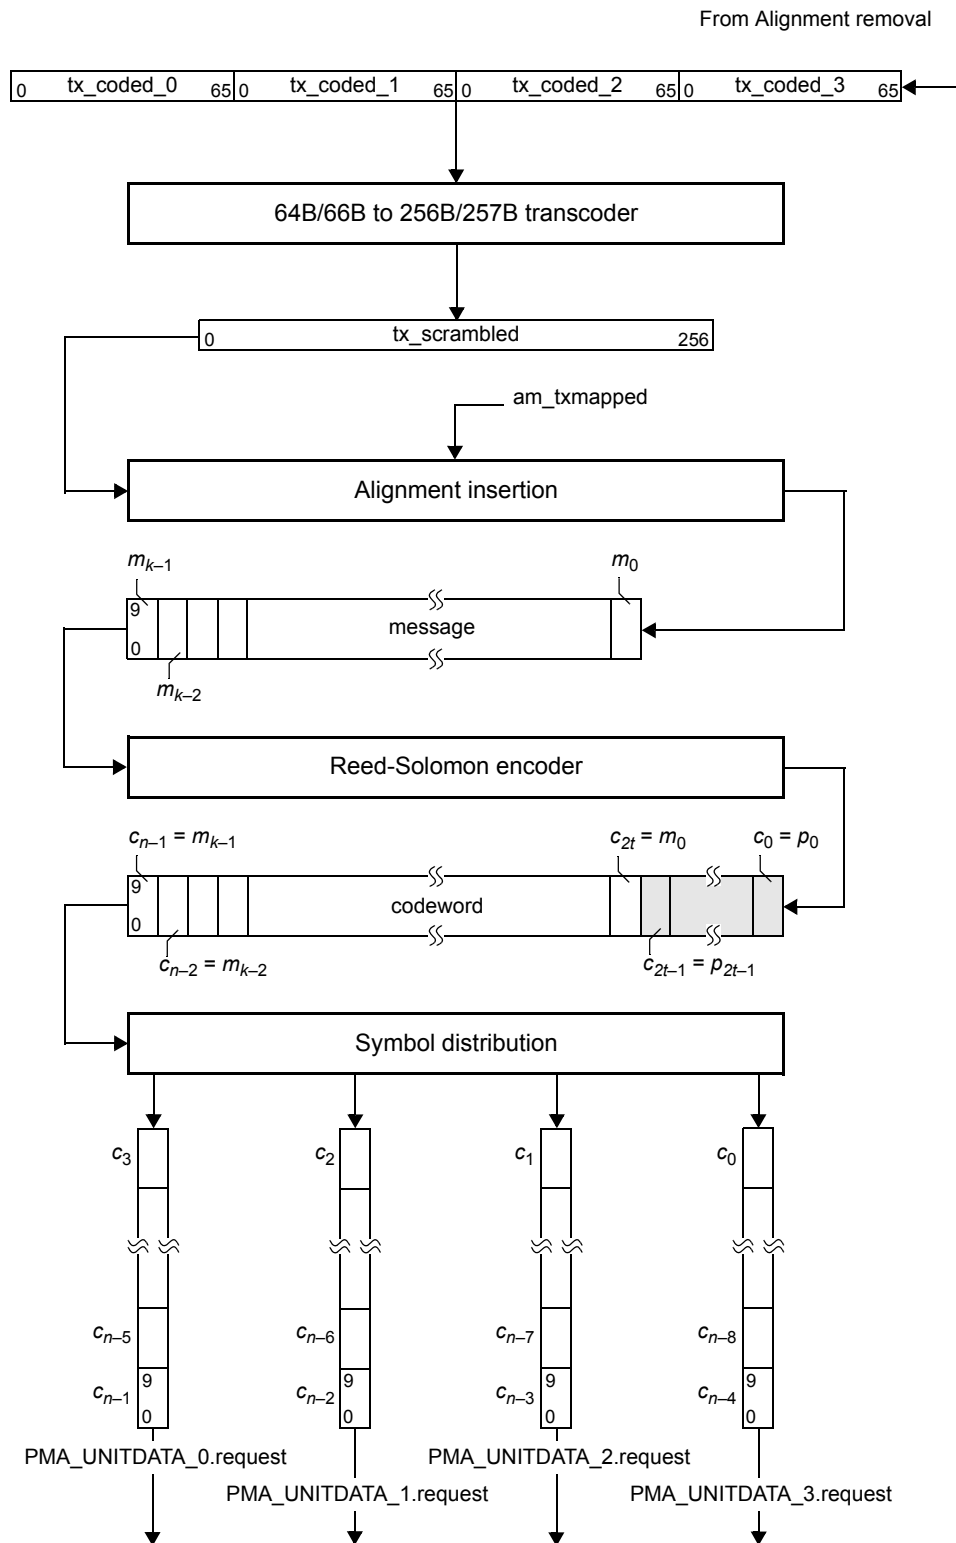 From Alignment removal
0 tx_coded_0 65 0 tx_coded_1 65 0 tx_coded_2 65 0 tx_coded_3 65
64B/66B to 256B/257B transcoder
0 tx_scrambled 256
am_txmapped
Alignment insertion
m_{k–1} m_0
9
message
0
m_{k–2}
Reed-Solomon encoder
c_{n–1} = m_{k–1} c_{2t} = m_0 c_0 = p_0
9
codeword
0
c_{n–2} = m_{k–2} c_{2t–1} = p_{2t–1}
Symbol distribution
c_3 c_2 c_1 c_0
c_{n–5} c_{n–6} c_{n–7} c_{n–8}
9 9 9 9
c_{n–1} c_{n–2} c_{n–3} c_{n–4}
0 0 0 0
PMA_UNITDATA_0.request PMA_UNITDATA_2.request
PMA_UNITDATA_1.request PMA_UNITDATA_3.request